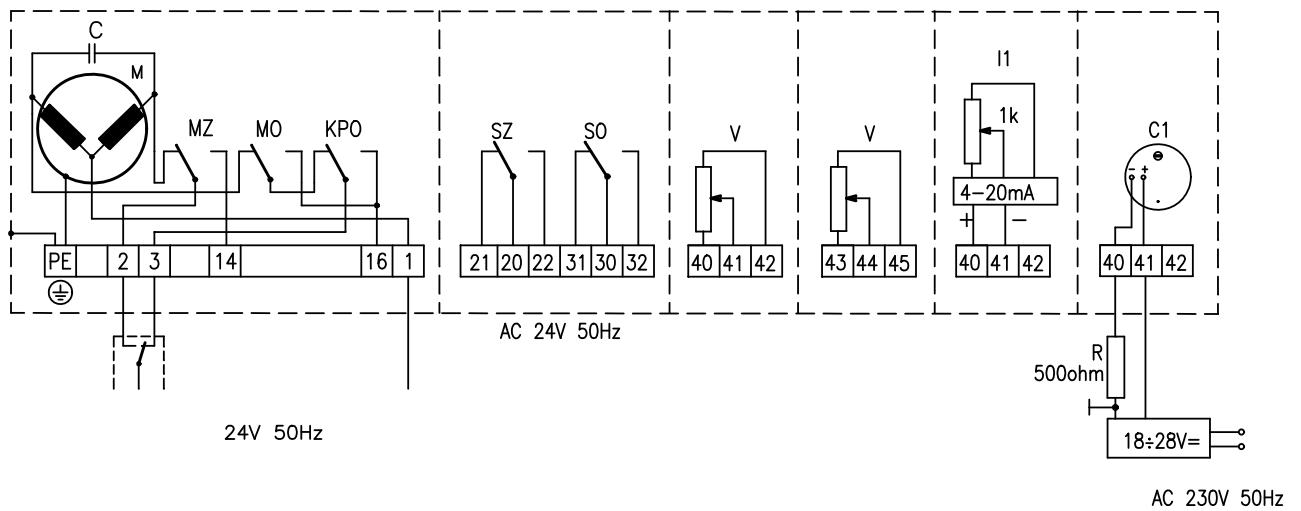 C
M
MZ
MO
KPO
PE
2
3
14
16
1
24V 50Hz
SZ
SO
21
20
22
31
30
32
AC 24V 50Hz
V
40
41
42
V
43
44
45
I1
1k
4-20mA
+
−
40
41
42
C1
− +
40
41
42
R
500ohm
18÷28V=
AC 230V 50Hz